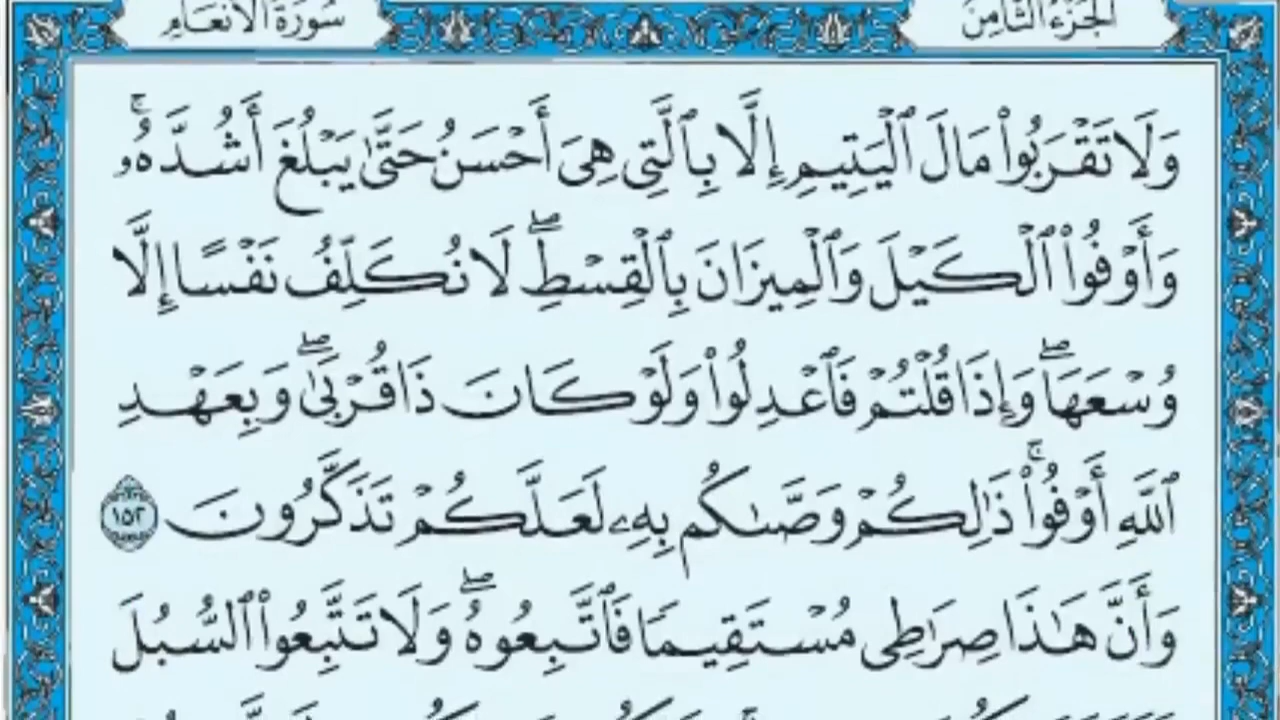 الجزء الثامن
سورة الأنعام
وَلَا تَقْرَبُوا۟ مَالَ ٱلْيَتِيمِ إِلَّا بِٱلَّتِى هِىَ أَحْسَنُ حَتَّىٰ يَبْلُغَ أَشُدَّهُۥ ۚ
وَأَوْفُوا۟ ٱلْكَيْلَ وَٱلْمِيزَانَ بِٱلْقِسْطِ ۖ لَا نُكَلِّفُ نَفْسًا إِلَّا
وُسْعَهَا ۖ وَإِذَا قُلْتُمْ فَٱعْدِلُوا۟ وَلَوْ كَانَ ذَا قُرْبَىٰ ۖ وَبِعَهْدِ
ٱللَّهِ أَوْفُوا۟ ۚ ذَٰلِكُمْ وَصَّىٰكُم بِهِۦ لَعَلَّكُمْ تَذَكَّرُونَ ١٥٢
وَأَنَّ هَٰذَا صِرَٰطِى مُسْتَقِيمًا فَٱتَّبِعُوهُ ۖ وَلَا تَتَّبِعُوا۟ ٱلسُّبُلَ